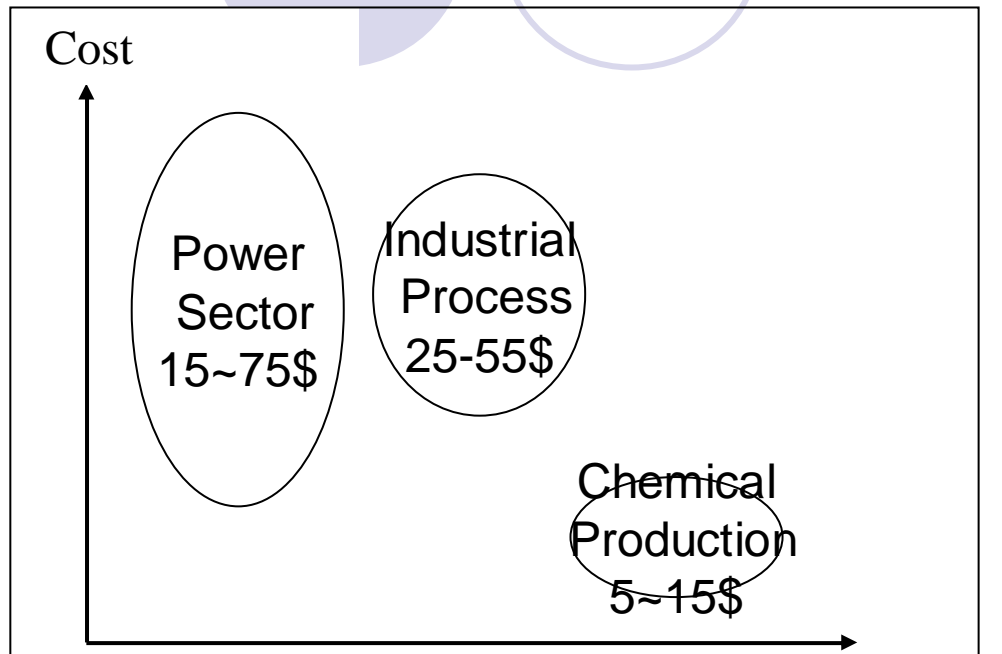 Cost
Power
Sector
15~75$
Industrial
Process
25-55$
Chemical
Production
5~15$